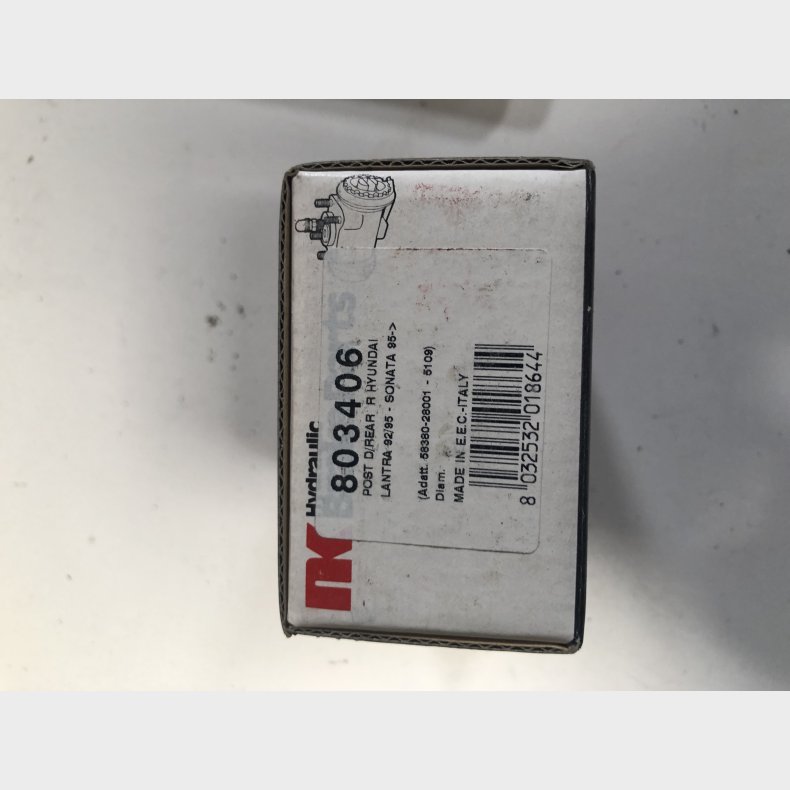 NK Hydraulic
803406
POST D/REAR R HYUNDAI
LANTRA 92/95 - SONATA 95->
(Adatt. 58380-28001 - 5109)
Diam.
MADE IN E.E.C.-ITALY
8 032532 018644